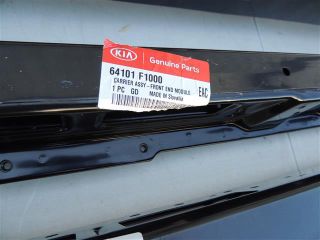 KIA Genuine Parts
64101 F1000
CARRIER ASSY-FRONT END MODULE
1 PC GD MADE IN Slovakia EAC